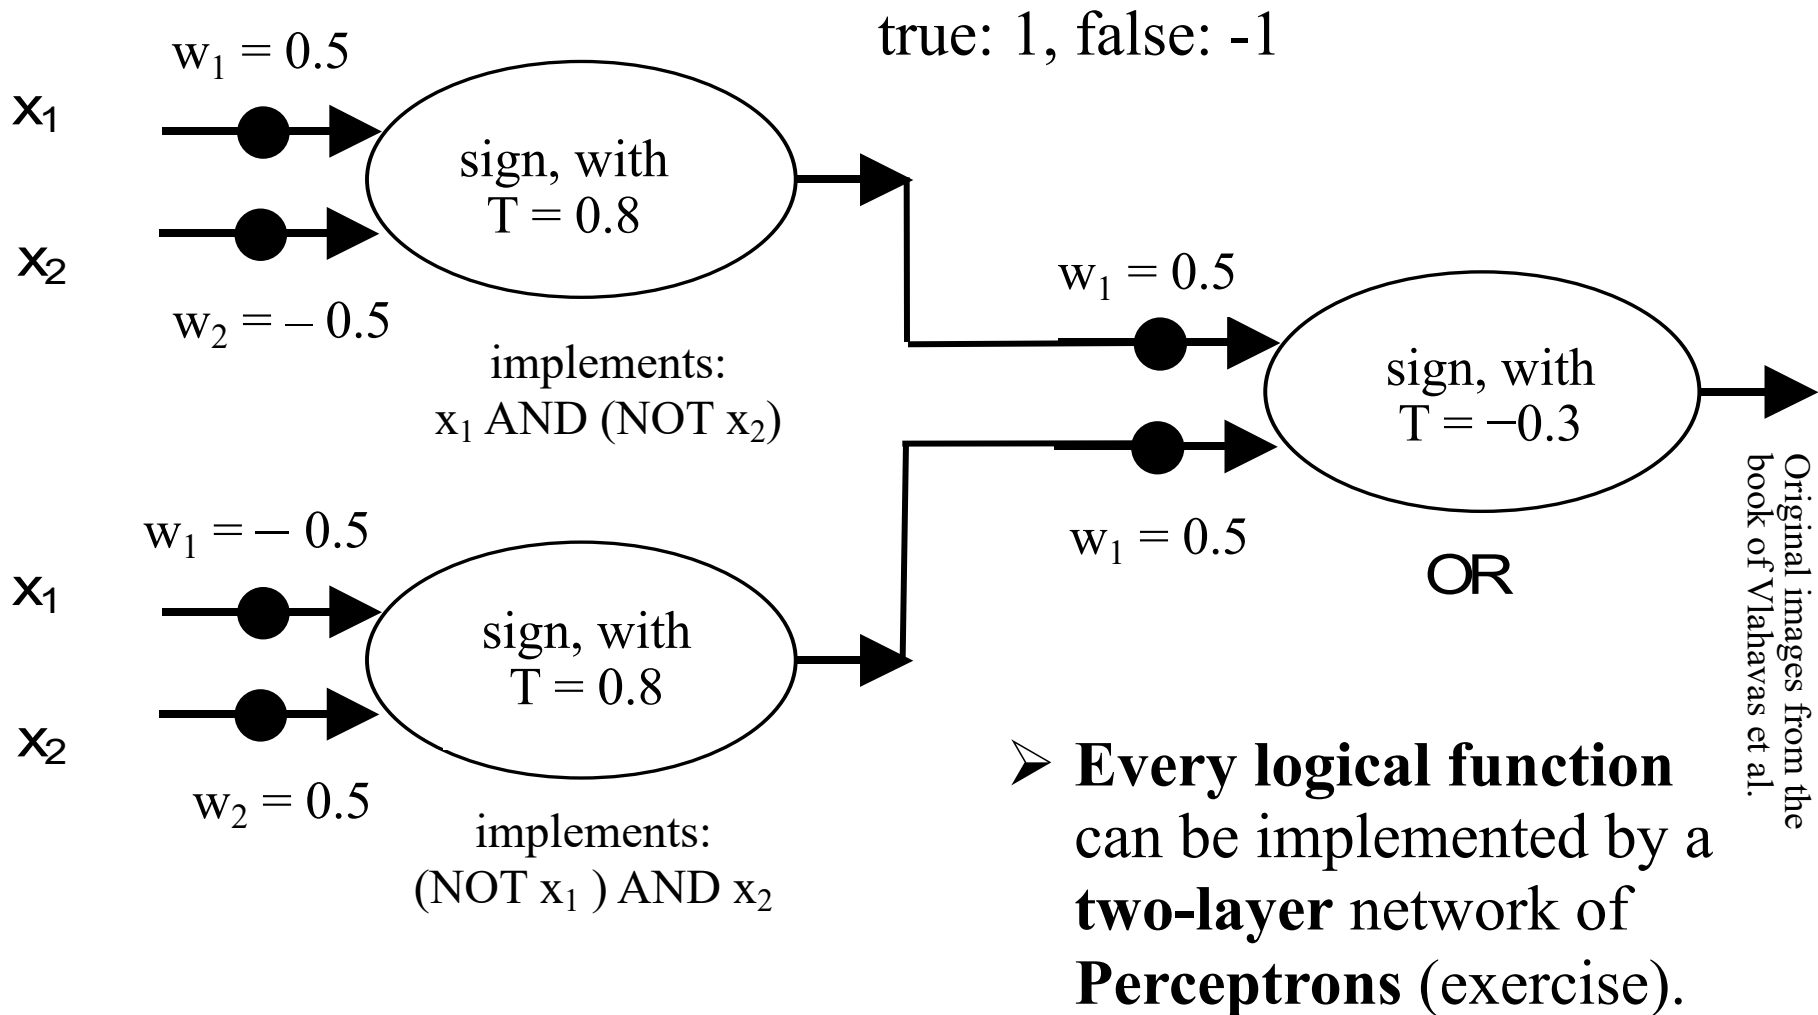 true: 1, false: -1
w₁ = 0.5
x₁
sign, with
T = 0.8
x₂
w₂ = – 0.5
implements:
x₁ AND (NOT x₂)
w₁ = 0.5
sign, with
T = –0.3
w₁ = 0.5
OR
w₁ = – 0.5
x₁
sign, with
T = 0.8
x₂
w₂ = 0.5
implements:
(NOT x₁ ) AND x₂
Original images from the
book of Vlahavas et al.
➢ Every logical function
can be implemented by a
two-layer network of
Perceptrons (exercise).